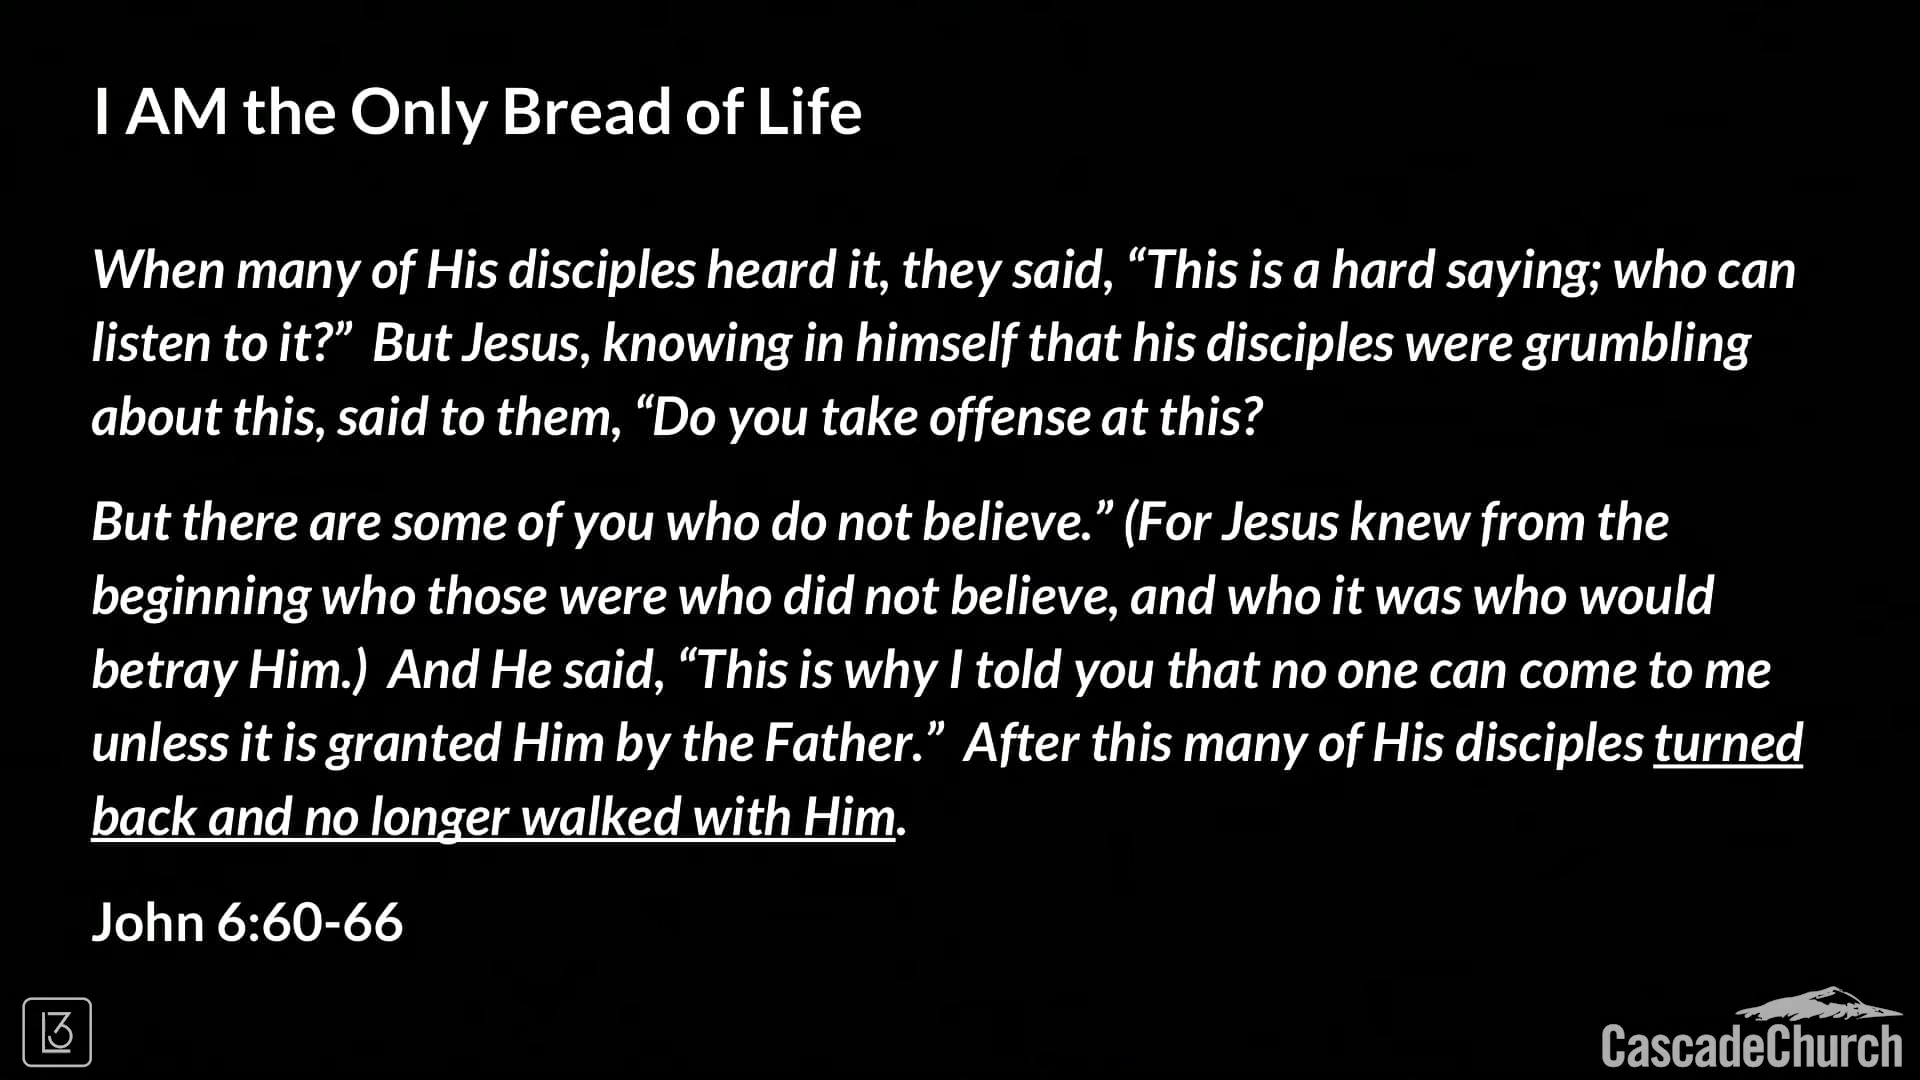 I AM the Only Bread of Life
When many of His disciples heard it, they said, “This is a hard saying; who can
listen to it?”  But Jesus, knowing in himself that his disciples were grumbling
about this, said to them, “Do you take offense at this?
But there are some of you who do not believe.” (For Jesus knew from the
beginning who those were who did not believe, and who it was who would
betray Him.)  And He said, “This is why I told you that no one can come to me
unless it is granted Him by the Father.”  After this many of His disciples turned
back and no longer walked with Him.
John 6:60-66
L3
CascadeChurch